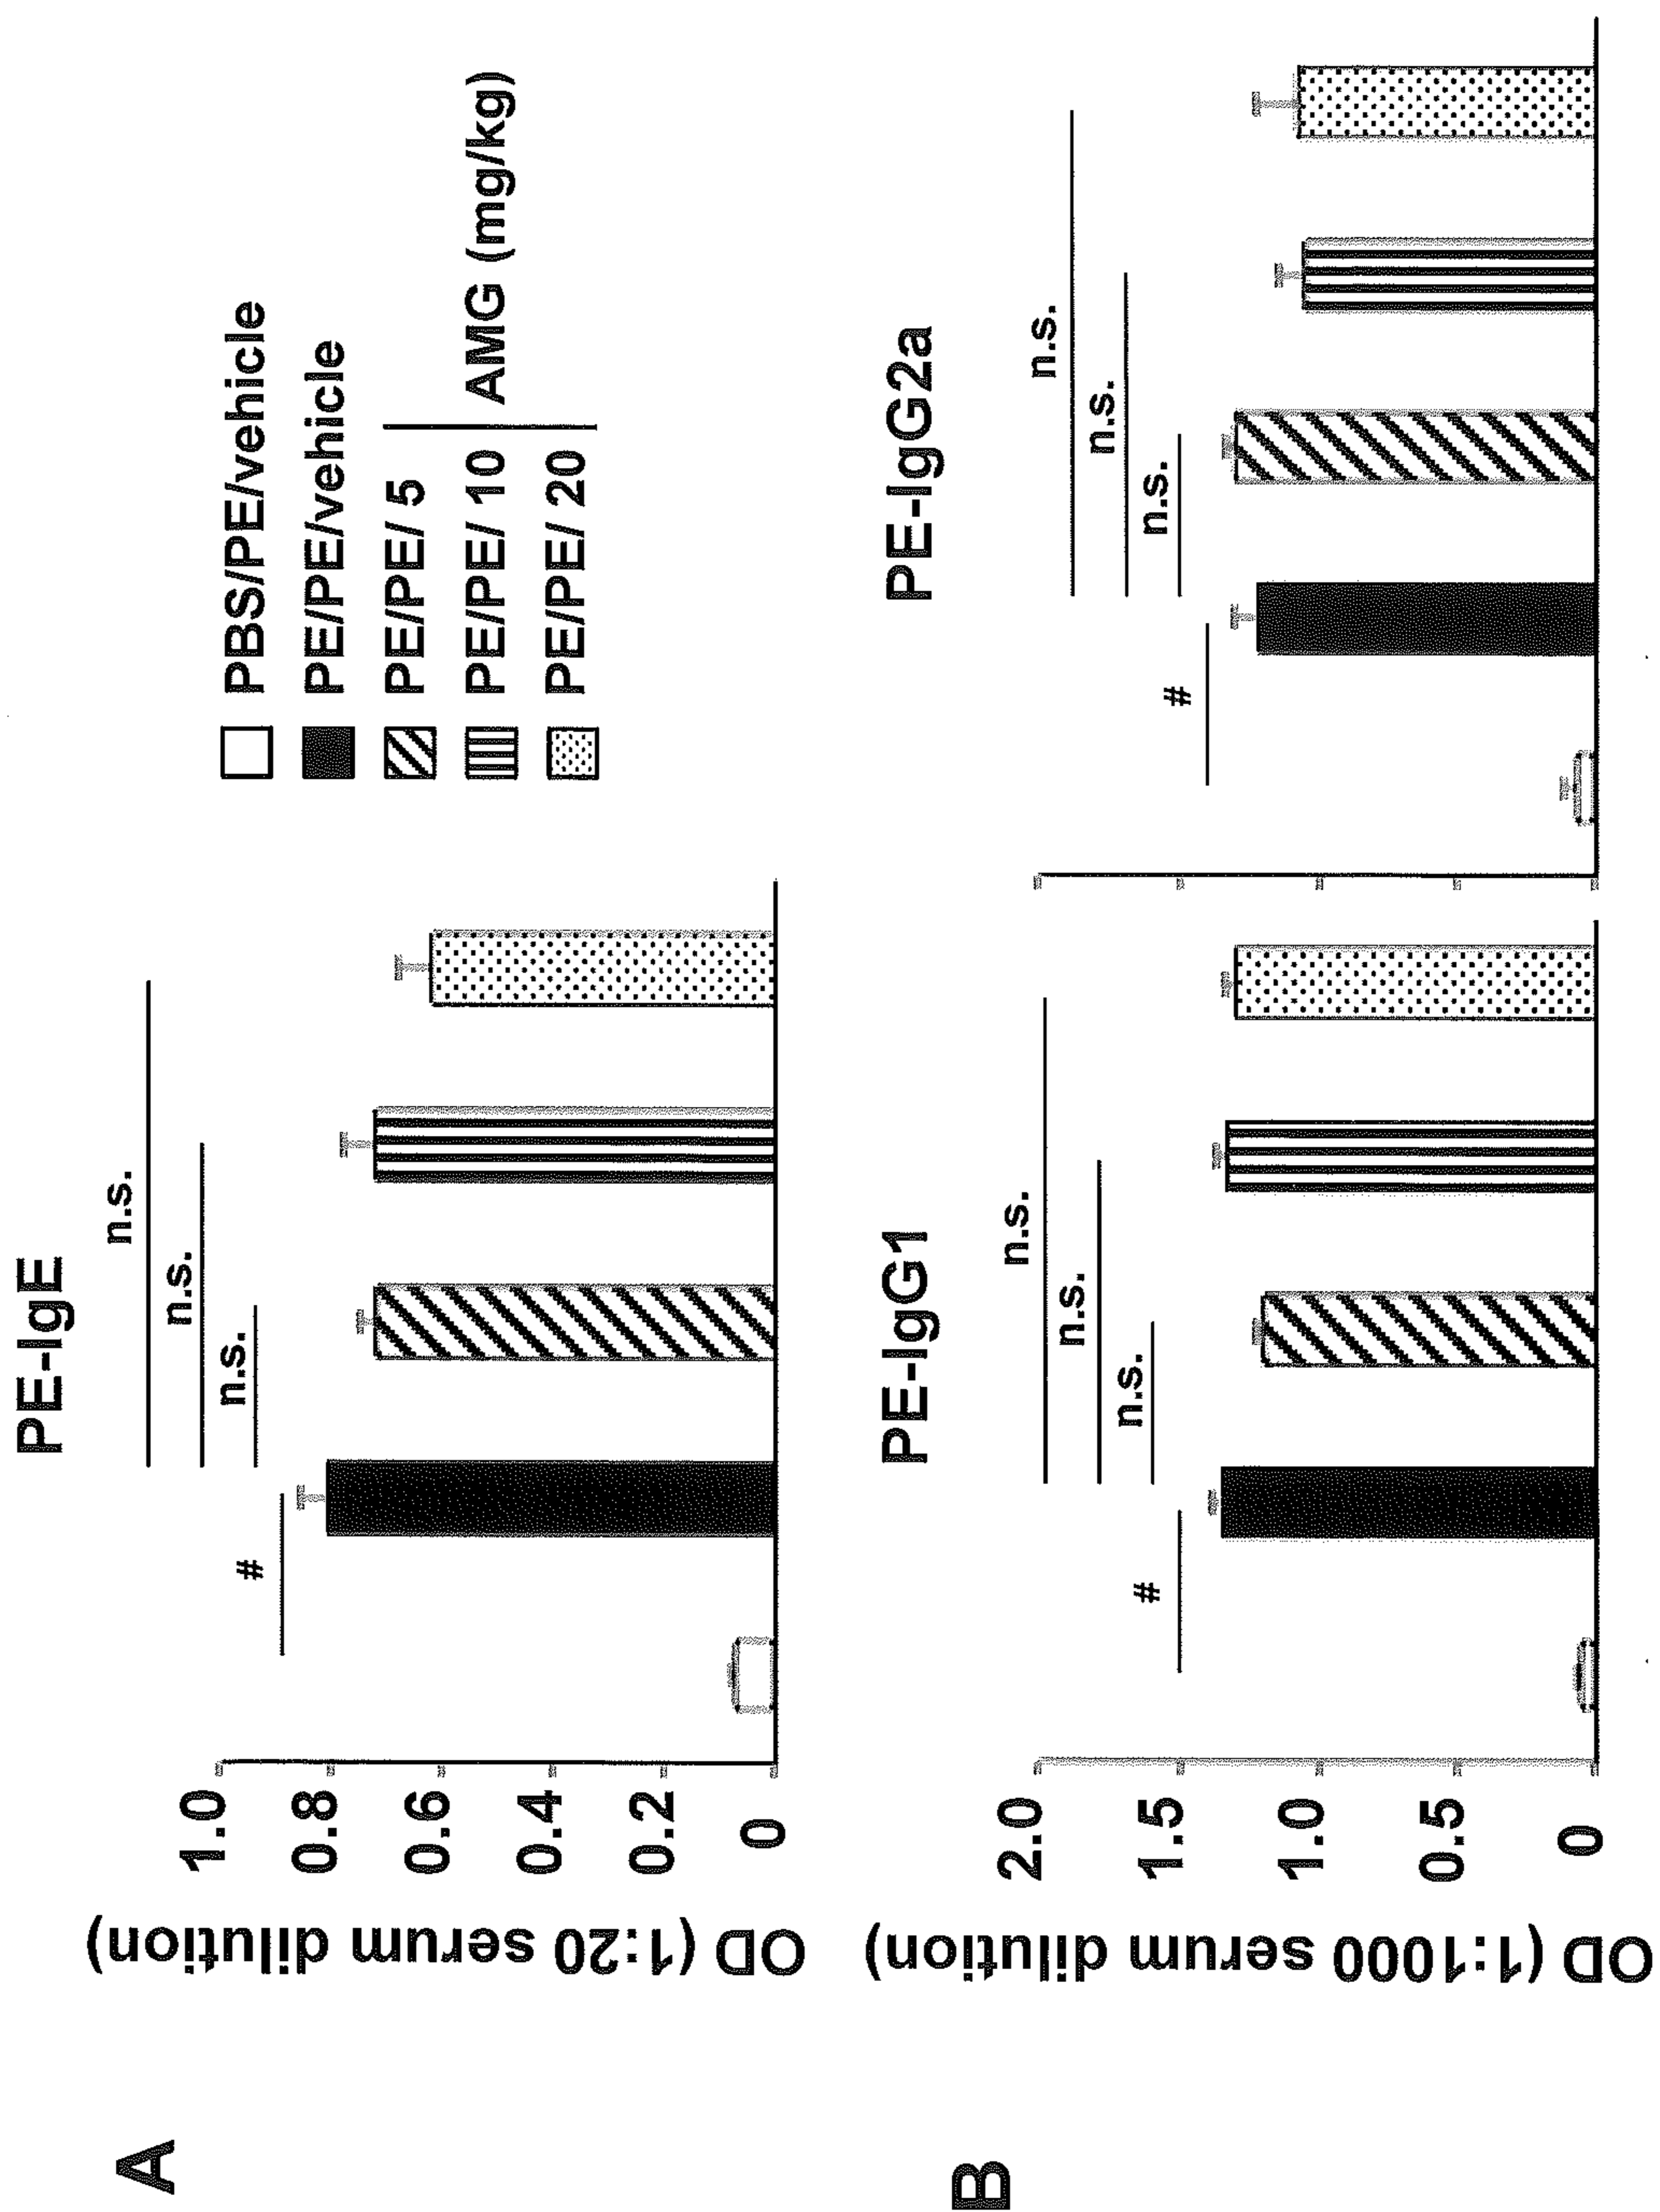 A
PE-IgE
OD (1:20 serum dilution)
1.0
0.8
0.6
0.4
0.2
0
#
n.s.
n.s.
n.s.
PBS/PE/vehicle
PE/PE/vehicle
PE/PE/ 5
PE/PE/ 10
PE/PE/ 20
AMG (mg/kg)
B
PE-IgG1
OD (1:1000 serum dilution)
2.0
1.5
1.0
0.5
0
#
n.s.
n.s.
n.s.
PE-IgG2a
#
n.s.
n.s.
n.s.